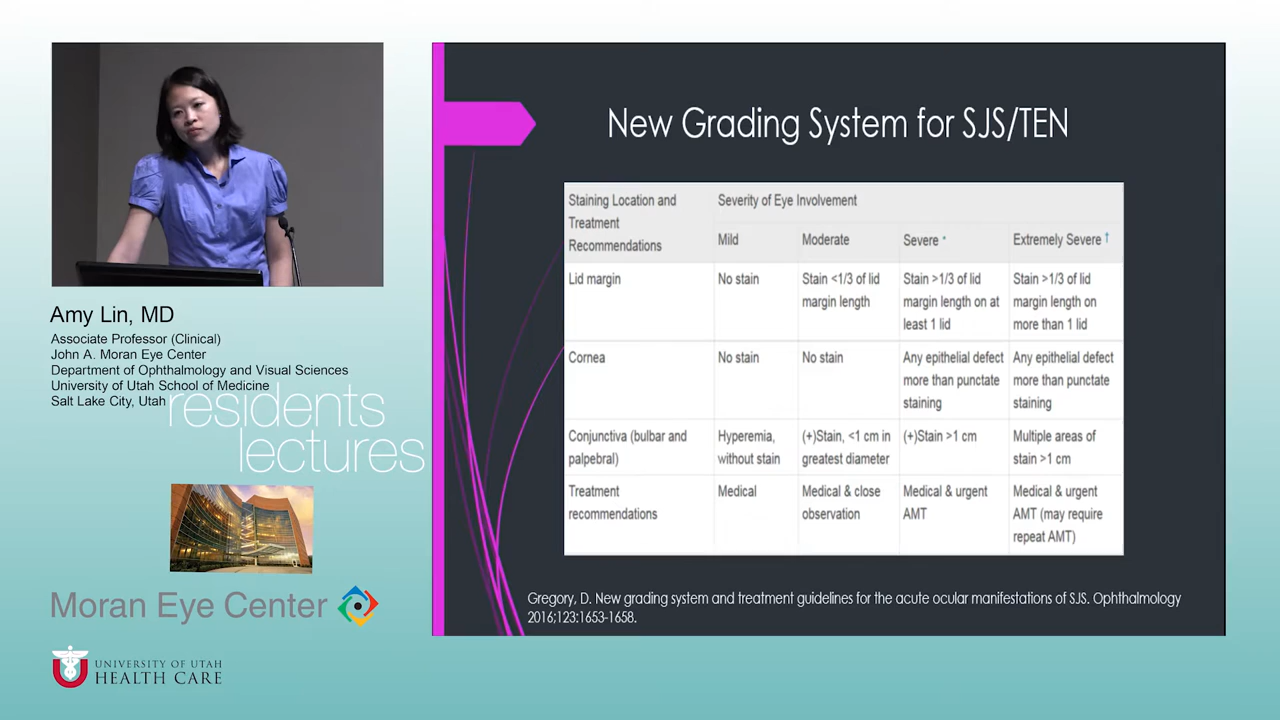 New Grading System for SJS/TEN
Staining Location and Treatment Recommendations
Severity of Eye Involvement
Mild
Moderate
Severe *
Extremely Severe †
Lid margin
No stain
Stain <1/3 of lid
margin length
Stain >1/3 of lid
margin length on at
least 1 lid
Stain >1/3 of lid
margin length on
more than 1 lid
Cornea
No stain
No stain
Any epithelial defect
more than punctate
staining
Any epithelial defect
more than punctate
staining
Conjunctiva (bulbar and
palpebral)
Hyperemia,
without stain
(+)Stain, <1 cm in
greatest diameter
(+)Stain >1 cm
Multiple areas of
stain >1 cm
Treatment
recommendations
Medical
Medical & close
observation
Medical & urgent
AMT
Medical & urgent
AMT (may require
repeat AMT)
Gregory, D. New grading system and treatment guidelines for the acute ocular manifestations of SJS. Ophthalmology
2016;123:1653-1658.
Amy Lin, MD
Associate Professor (Clinical)
John A. Moran Eye Center
Department of Ophthalmology and Visual Sciences
University of Utah School of Medicine
Salt Lake City, Utah
residents
lectures
Moran Eye Center
UNIVERSITY OF UTAH
HEALTH CARE